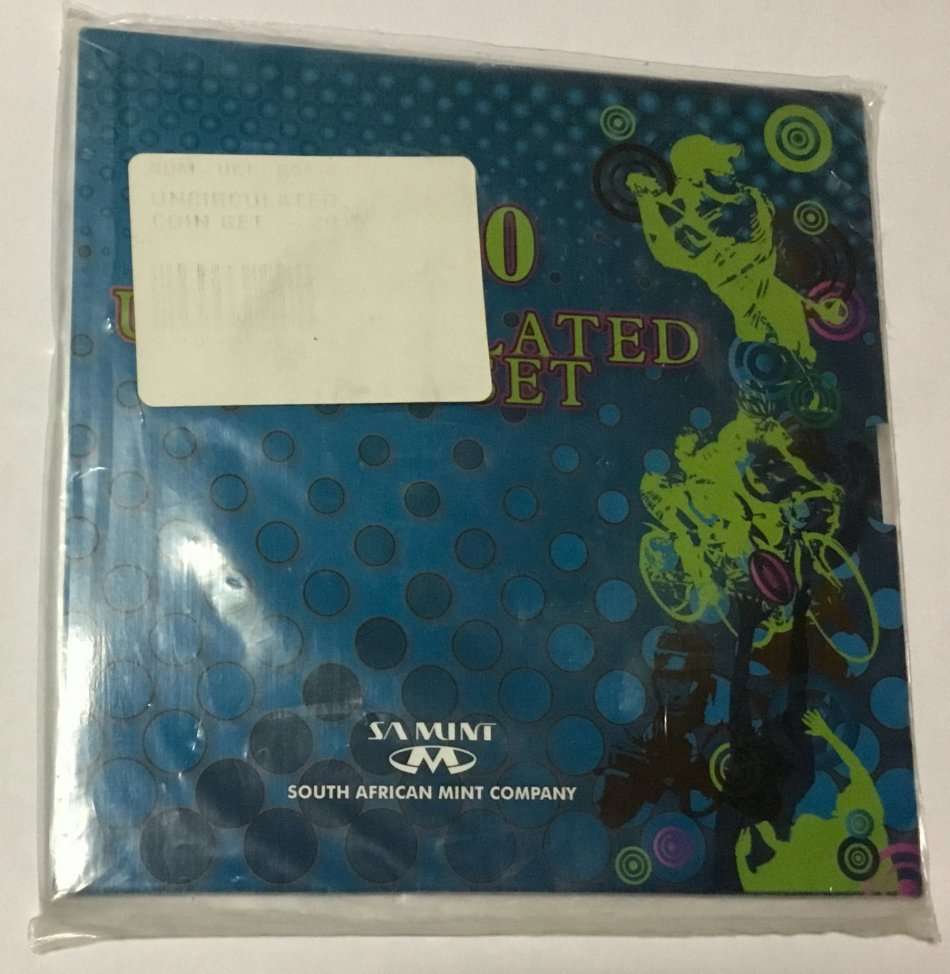 UNCIRCULATED
COIN SET
0
U LATED
SET
SA MINT
SOUTH AFRICAN MINT COMPANY